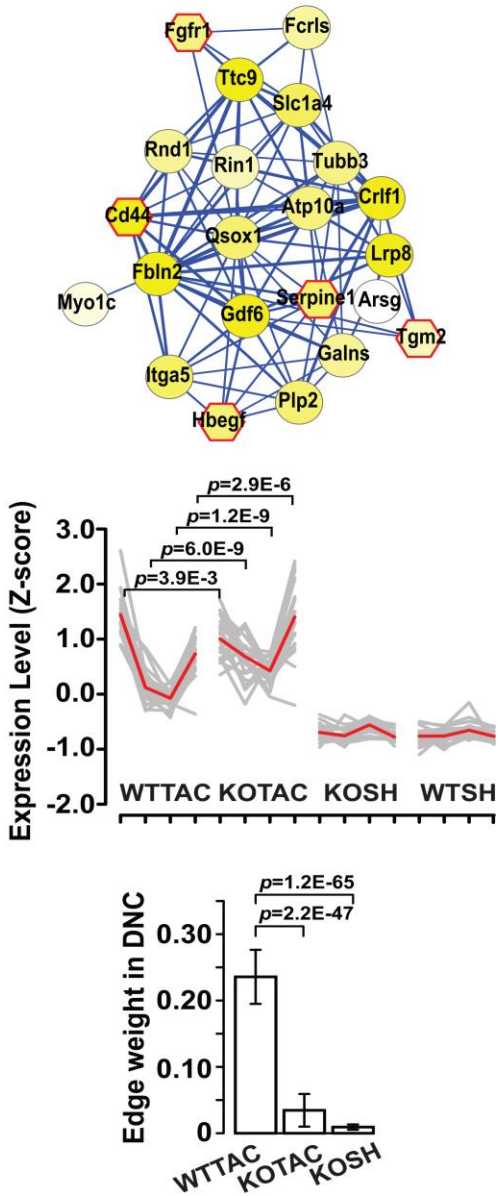 Fgfr1
Fcrls
Ttc9
Slc1a4
Rnd1
Rin1
Tubb3
Cd44
Atp10a
Crlf1
Qsox1
Fbln2
Lrp8
Myo1c
Serpine1
Arsg
Gdf6
Tgm2
Galns
Itga5
Plp2
Hbegf
Expression Level (Z-score)
3.0
2.0
1.0
0.0
-1.0
-2.0
p=2.9E-6
p=1.2E-9
p=6.0E-9
p=3.9E-3
WTTAC KOTAC KOSH WTSH
Edge weight in DNC
0.30
0.20
0.10
0
p=1.2E-65
p=2.2E-47
WTTAC
KOTAC
KOSH